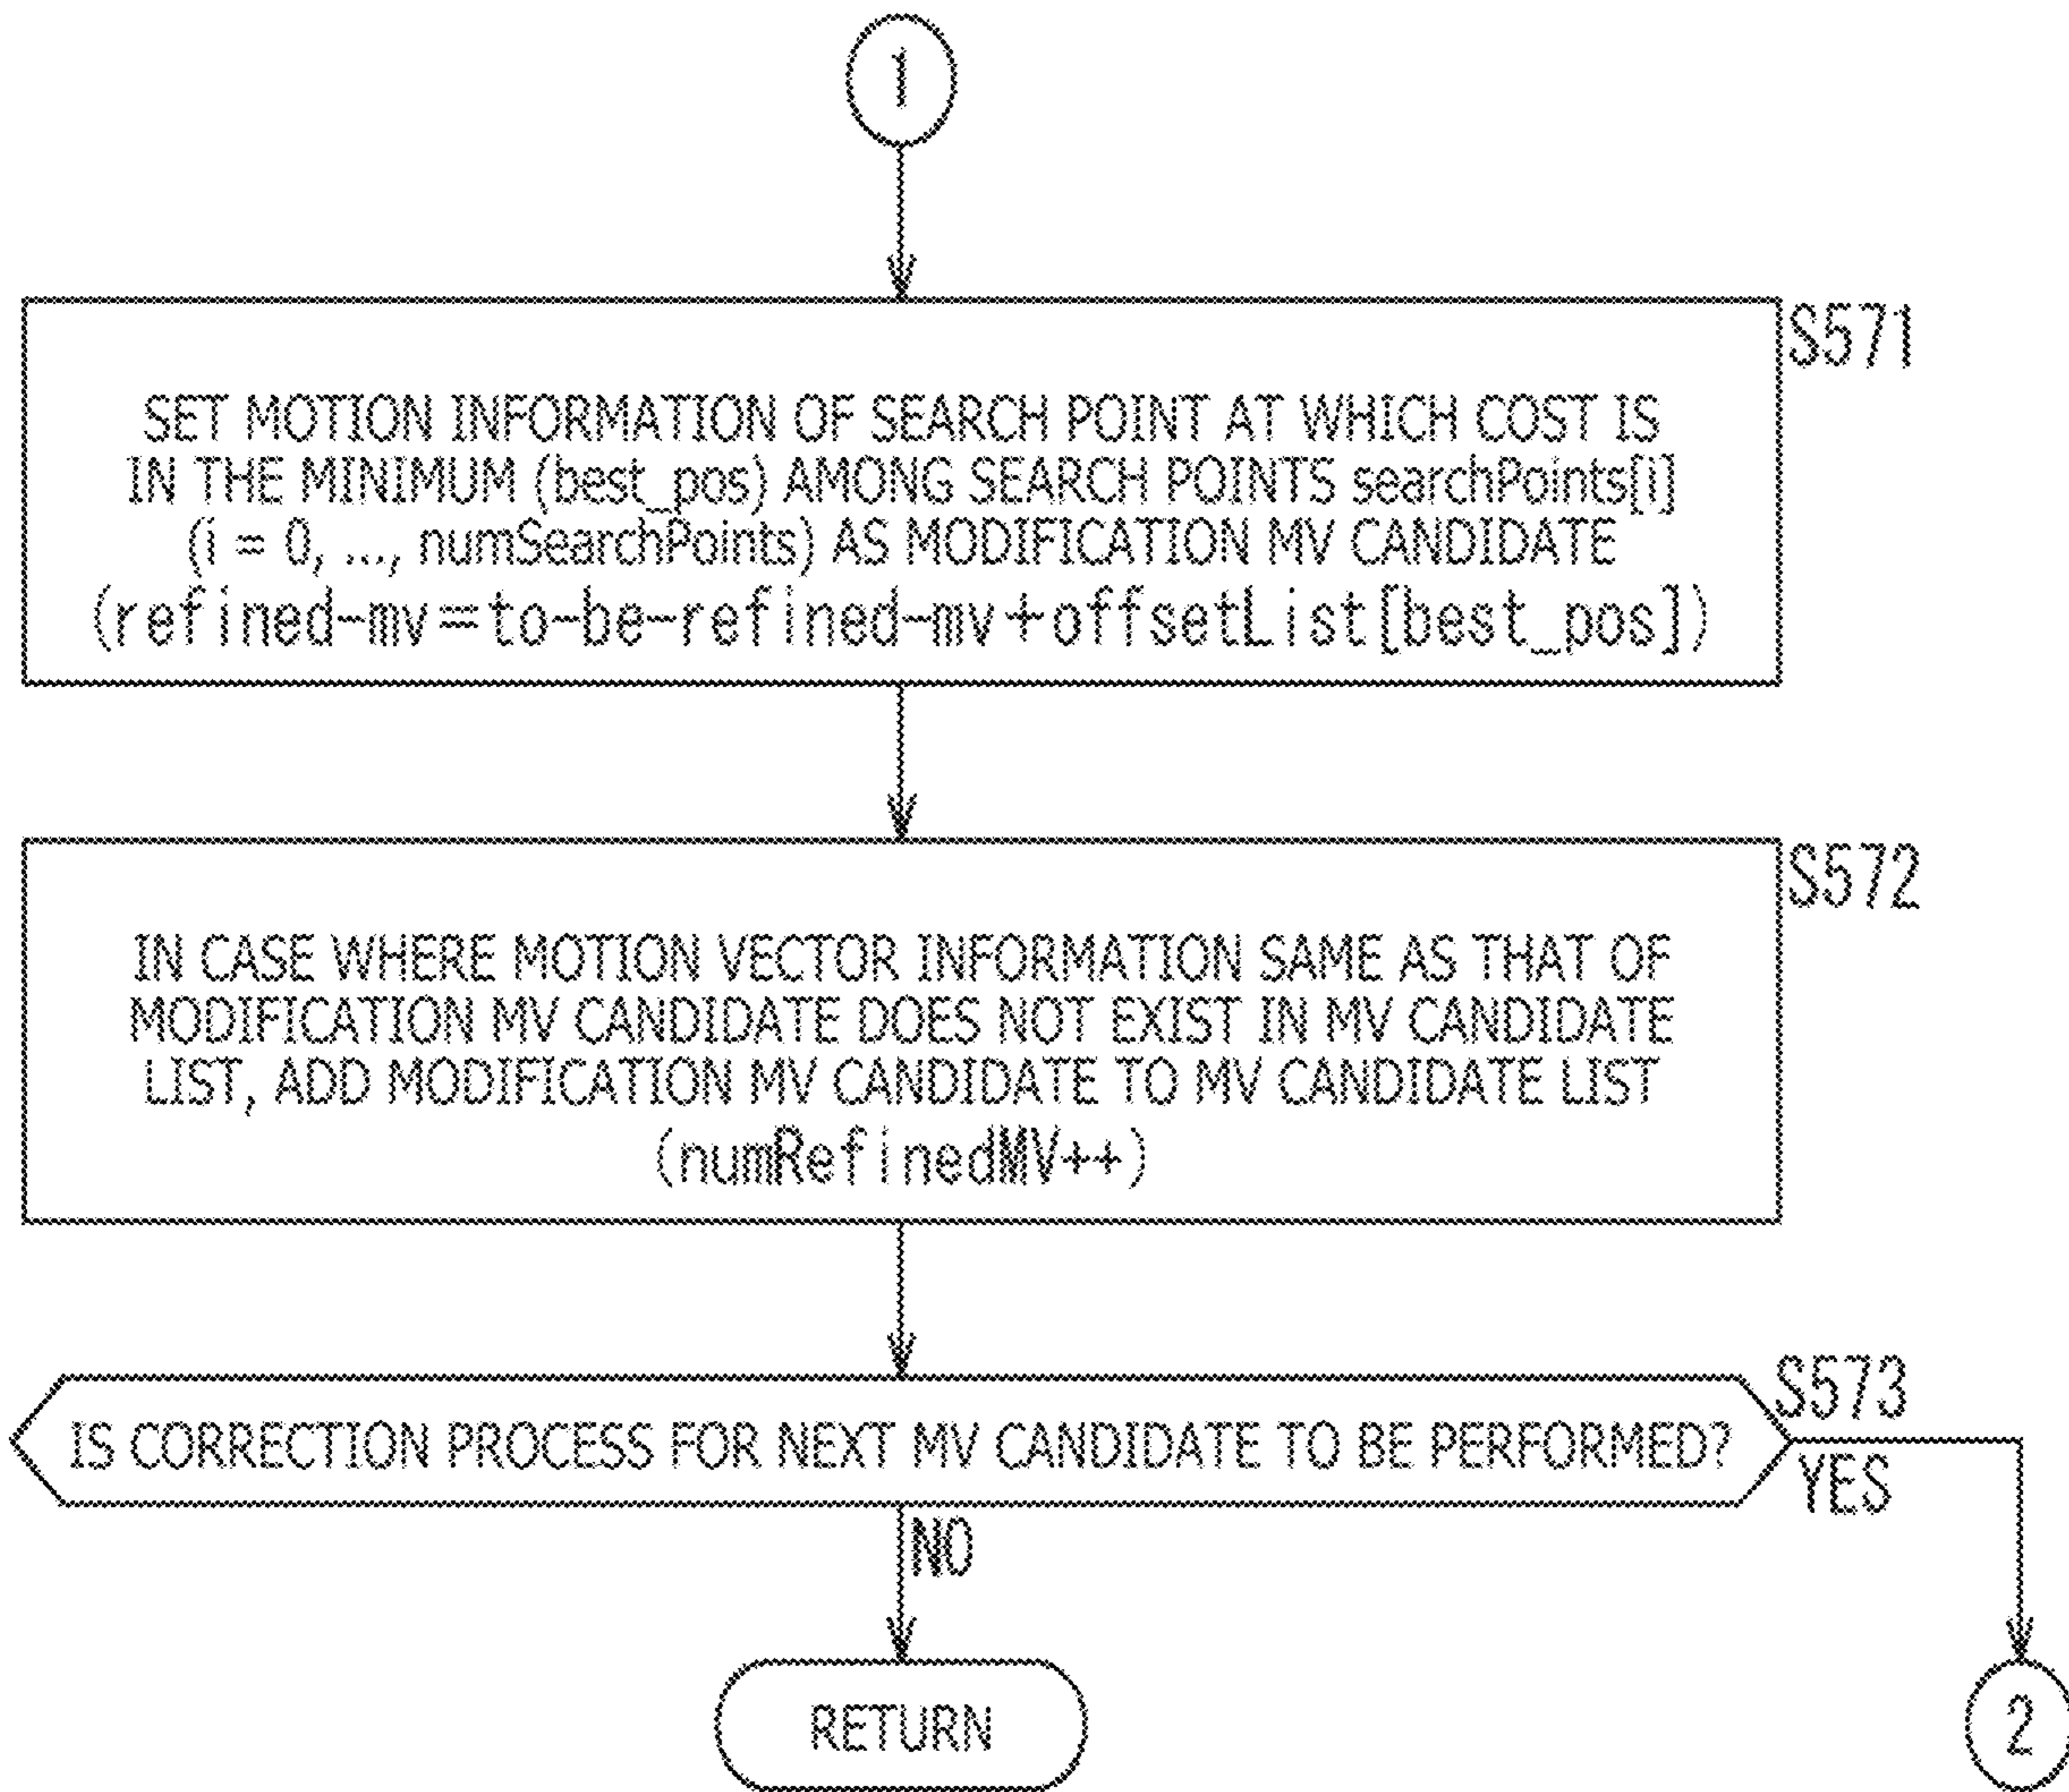 1
S571
SET MOTION INFORMATION OF SEARCH POINT AT WHICH COST IS
IN THE MINIMUM (best_pos) AMONG SEARCH POINTS searchPoints[i]
(i = 0, ..., numSearchPoints) AS MODIFICATION MV CANDIDATE
(refined-mv=to-be-refined-mv+offsetList[best_pos])
S572
IN CASE WHERE MOTION VECTOR INFORMATION SAME AS THAT OF
MODIFICATION MV CANDIDATE DOES NOT EXIST IN MV CANDIDATE
LIST, ADD MODIFICATION MV CANDIDATE TO MV CANDIDATE LIST
(numRefinedMV++)
S573
IS CORRECTION PROCESS FOR NEXT MV CANDIDATE TO BE PERFORMED?
YES
NO
RETURN
2